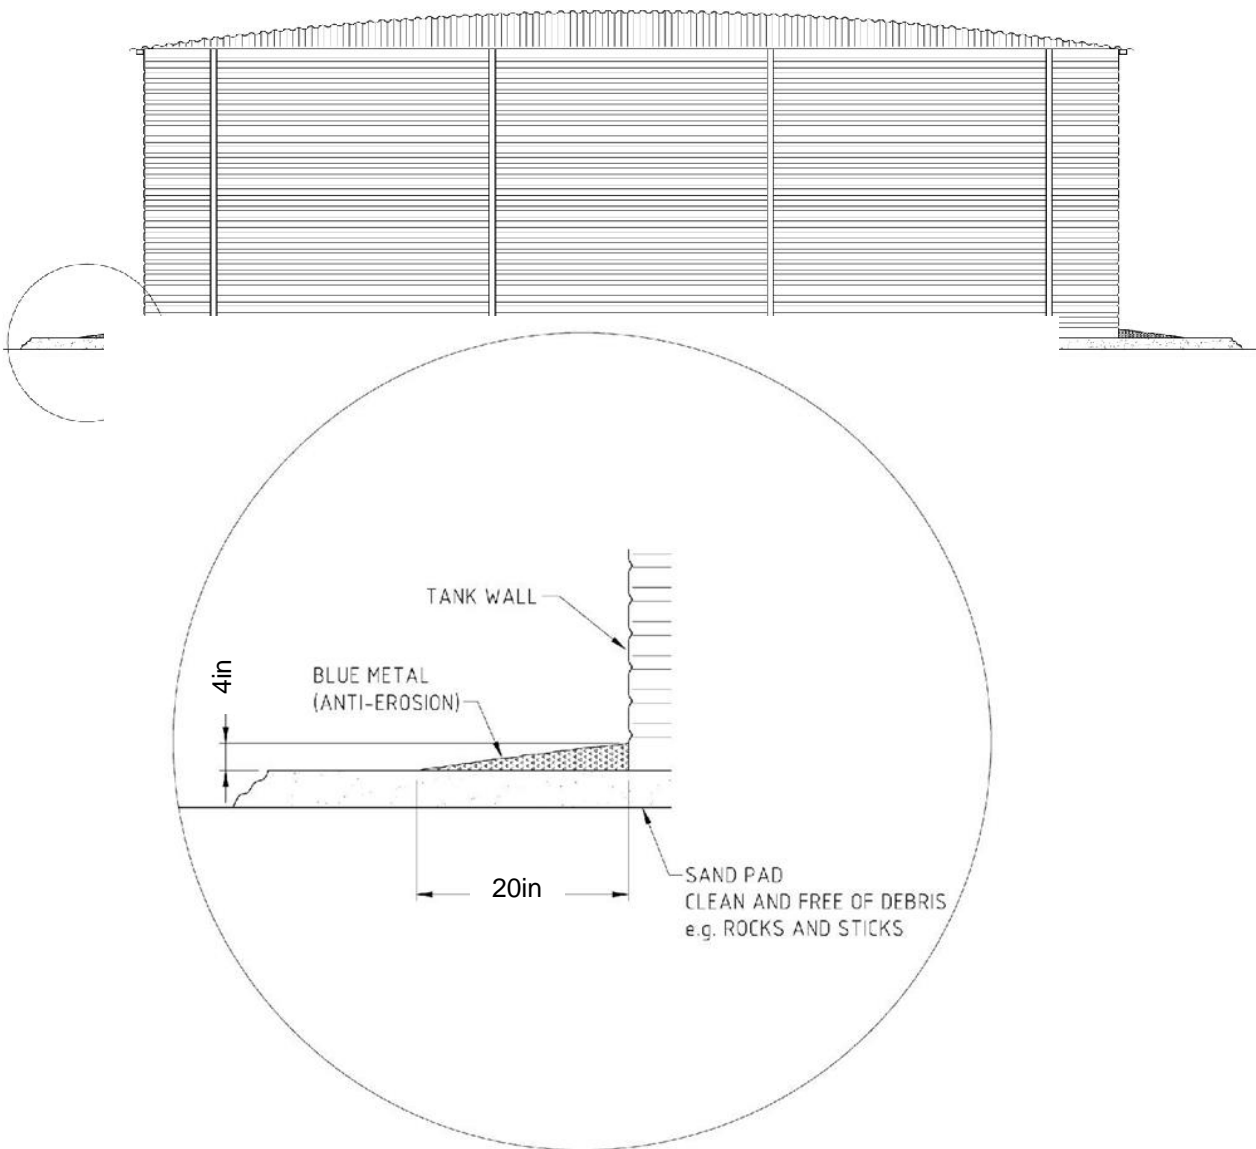 TANK WALL
4in
BLUE METAL
(ANTI-EROSION)
20in
SAND PAD
CLEAN AND FREE OF DEBRIS
e.g. ROCKS AND STICKS